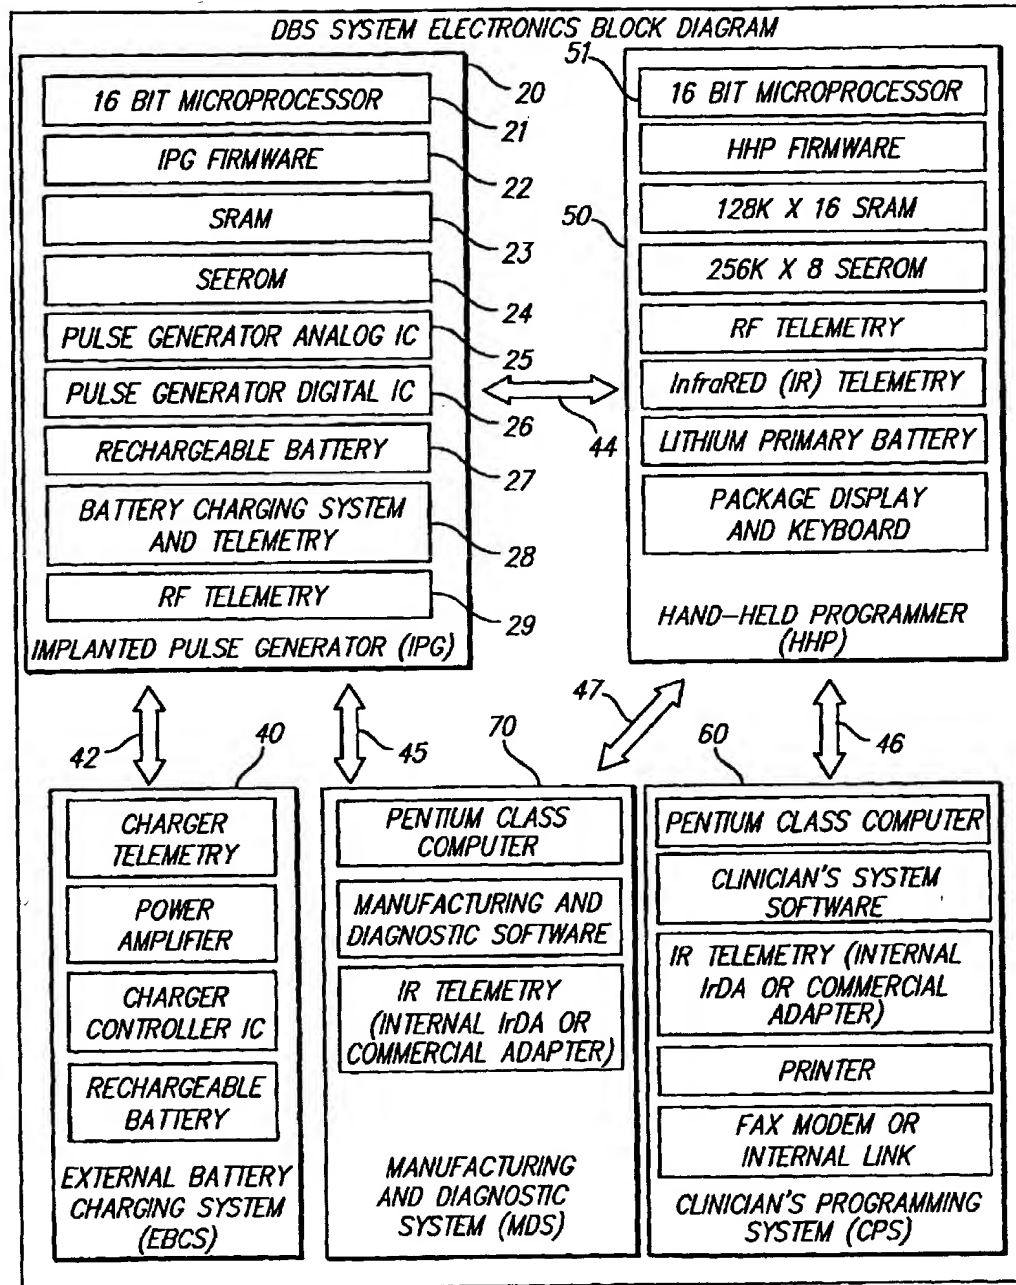 DBS SYSTEM ELECTRONICS BLOCK DIAGRAM
20
16 BIT MICROPROCESSOR
21
IPG FIRMWARE
22
SRAM
23
SEEROM
24
PULSE GENERATOR ANALOG IC
25
PULSE GENERATOR DIGITAL IC
26
RECHARGEABLE BATTERY
27
BATTERY CHARGING SYSTEM
AND TELEMETRY
28
RF TELEMETRY
29
IMPLANTED PULSE GENERATOR (IPG)
44
51
50
16 BIT MICROPROCESSOR
HHP FIRMWARE
128K X 16 SRAM
256K X 8 SEEROM
RF TELEMETRY
InfraRED (IR) TELEMETRY
LITHIUM PRIMARY BATTERY
PACKAGE DISPLAY
AND KEYBOARD
HAND-HELD PROGRAMMER
(HHP)
42
45
47
46
40
CHARGER
TELEMETRY
POWER
AMPLIFIER
CHARGER
CONTROLLER IC
RECHARGEABLE
BATTERY
EXTERNAL BATTERY
CHARGING SYSTEM
(EBCS)
70
PENTIUM CLASS
COMPUTER
MANUFACTURING AND
DIAGNOSTIC SOFTWARE
IR TELEMETRY
(INTERNAL IrDA OR
COMMERCIAL ADAPTER)
MANUFACTURING
AND DIAGNOSTIC
SYSTEM (MDS)
60
PENTIUM CLASS COMPUTER
CLINICIAN'S SYSTEM
SOFTWARE
IR TELEMETRY (INTERNAL
IrDA OR COMMERCIAL
ADAPTER)
PRINTER
FAX MODEM OR
INTERNAL LINK
CLINICIAN'S PROGRAMMING
SYSTEM (CPS)